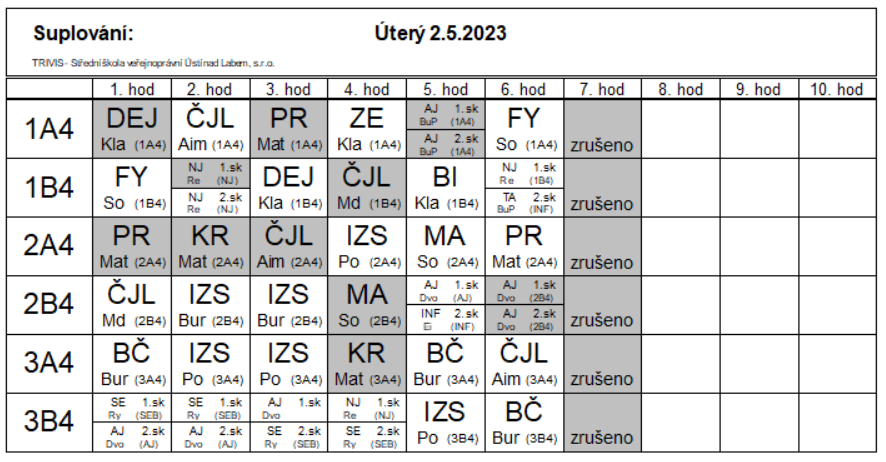 Suplování: Úterý 2.5.2023
TRIVIS - Střední škola veřejnoprávní Ústí nad Labem, s.r.o.
1. hod 2. hod 3. hod 4. hod 5. hod 6. hod 7. hod 8. hod 9. hod 10. hod
1A4
DEJ
Kla (1A4)
ČJL
Aim (1A4)
PR
Mat (1A4)
ZE
Kla (1A4)
AJ 1.sk
BuP (1A4)
AJ 2.sk
BuP (1A4)
FY
So (1A4)
zrušeno
1B4
FY
So (1B4)
NJ 1.sk
Re (NJ)
NJ 2.sk
Re (NJ)
DEJ
Kla (1B4)
ČJL
Md (1B4)
BI
Kla (1B4)
NJ 1.sk
Re (1B4)
TA 2.sk
BuP (INF)
zrušeno
2A4
PR
Mat (2A4)
KR
Mat (2A4)
ČJL
Aim (2A4)
IZS
Po (2A4)
MA
So (2A4)
PR
Mat (2A4)
zrušeno
2B4
ČJL
Md (2B4)
IZS
Bur (2B4)
IZS
Bur (2B4)
MA
So (2B4)
AJ 1.sk
Dvo (AJ)
INF 2.sk
Ei (INF)
AJ 1.sk
Dvo (2B4)
AJ 2.sk
Dvo (2B4)
zrušeno
3A4
BČ
Bur (3A4)
IZS
Po (3A4)
IZS
Po (3A4)
KR
Mat (3A4)
BČ
Bur (3A4)
ČJL
Aim (3A4)
zrušeno
3B4
SE 1.sk
Ry (SEB)
AJ 2.sk
Dvo (AJ)
SE 1.sk
Ry (SEB)
AJ 2.sk
Dvo (AJ)
AJ 1.sk
Dvo
SE 2.sk
Ry (SEB)
NJ 1.sk
Re (NJ)
SE 2.sk
Ry (SEB)
IZS
Po (3B4)
BČ
Bur (3B4)
zrušeno